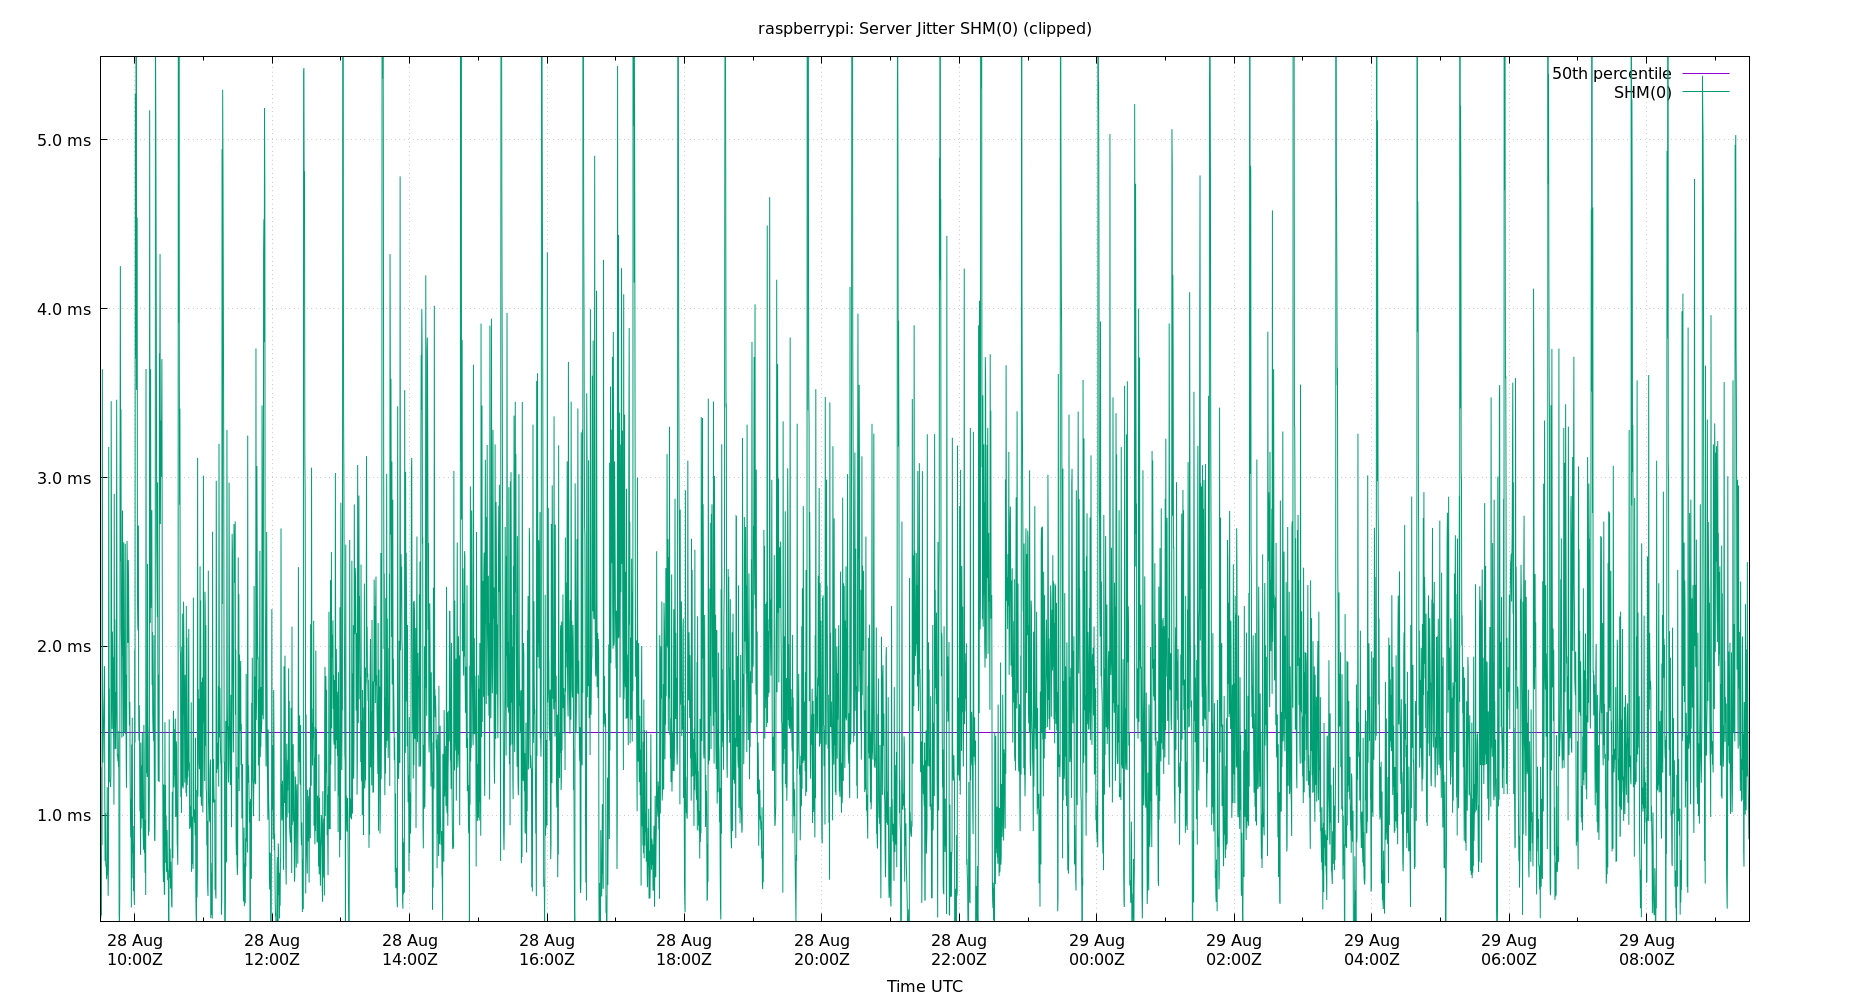 raspberrypi: Server Jitter SHM(0) (clipped)
50th percentile
SHM(0)
5.0 ms
4.0 ms
3.0 ms
2.0 ms
1.0 ms
28 Aug 28 Aug 28 Aug 28 Aug 28 Aug 28 Aug 28 Aug 29 Aug 29 Aug 29 Aug 29 Aug 29 Aug
10:00Z 12:00Z 14:00Z 16:00Z 18:00Z 20:00Z 22:00Z 00:00Z 02:00Z 04:00Z 06:00Z 08:00Z
Time UTC